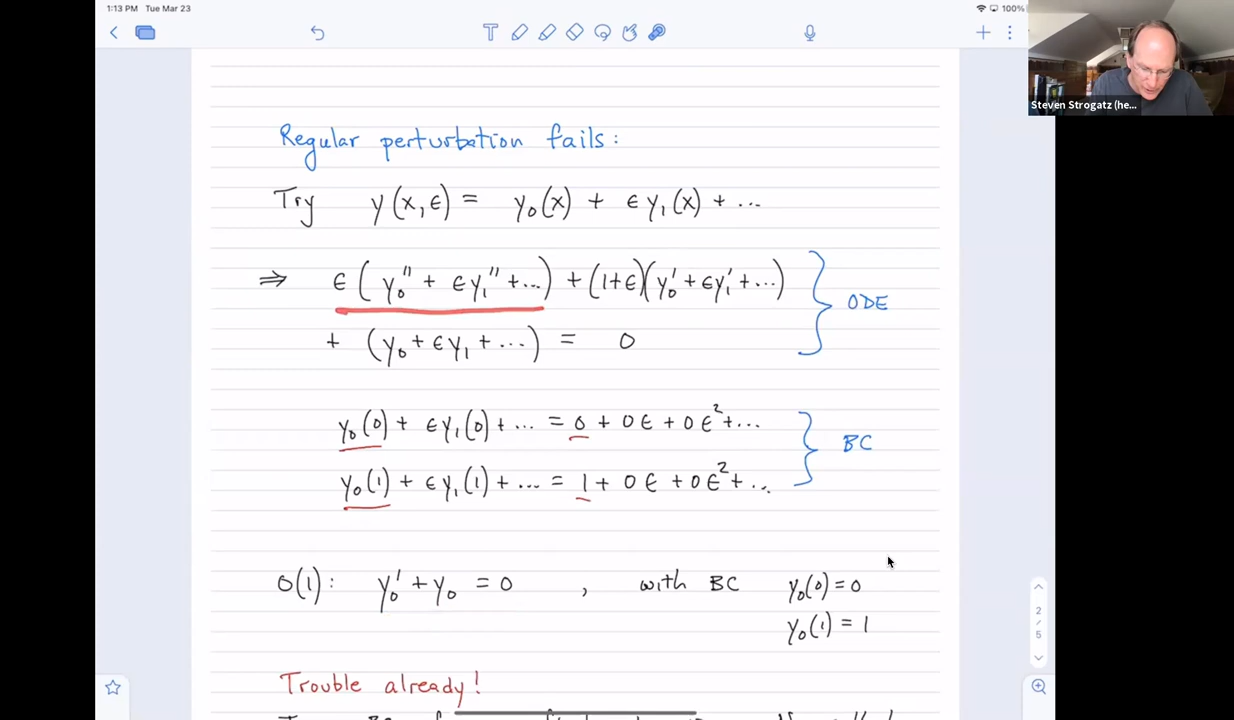 1:13 PM Tue Mar 23
100%
Steven Strogatz (he...
Regular perturbation fails:
Try y(x,ϵ) = y₀(x) + ϵy₁(x) + ...
⇒ ϵ(y₀'' + ϵy₁'' + ...) + (1+ϵ)(y₀' + ϵy₁' + ...)
+ (y₀ + ϵy₁ + ...) = 0
ODE
y₀(0) + ϵy₁(0) + ... = 0 + 0ϵ + 0ϵ² + ...
y₀(1) + ϵy₁(1) + ... = 1 + 0ϵ + 0ϵ² + ...
BC
O(1): y₀' + y₀ = 0 , with BC y₀(0) = 0
y₀(1) = 1
2
/
5
Trouble already!